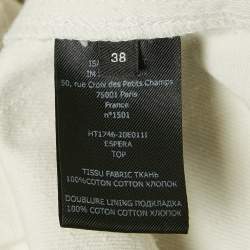 38
50, rue Croix des Petits Champs
75001 Paris
France
n°1501
HT1746-20E0111
ESPERA
TOP
TISSU FABRIC ТКАНЬ
100%COTON COTTON ХЛОПОК
DOUBLURE LINING ПОДКЛАДКА
100%COTON COTTON ХЛОПОК